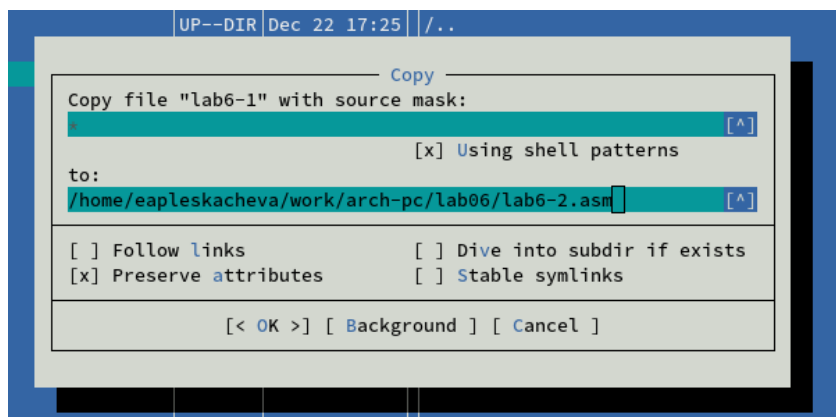 UP--DIR Dec 22 17:25 /..
Copy
Copy file "lab6-1" with source mask:
* [^]
[x] Using shell patterns
to:
/home/eapleskacheva/work/arch-pc/lab06/lab6-2.asm [^]
[ ] Follow links [ ] Dive into subdir if exists
[x] Preserve attributes [ ] Stable symlinks
[< OK >] [ Background ] [ Cancel ]